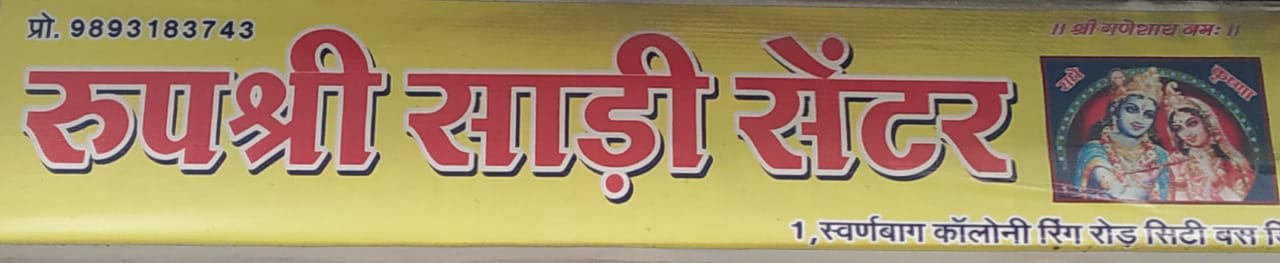 प्रो. 9893183743
॥ श्री गणेशाय नमः ॥
रुपश्री साड़ी सेंटर
राधे कृष्णा
1,स्वर्णबाग कॉलोनी रिंग रोड़ सिटी बस